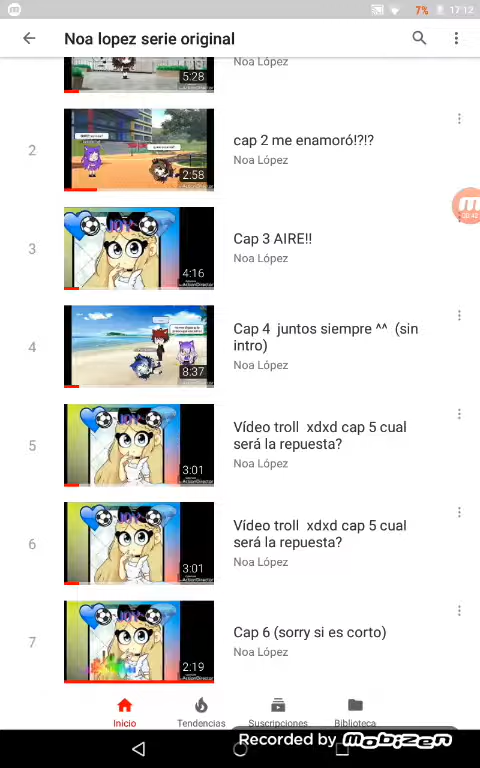 7% 17:12
Noa lopez serie original
5:28
Noa López
2
2:58
cap 2 me enamoró!?!?
Noa López
3
JOY
4:16
Cap 3 AIRE!!
Noa López
4
8:37
Cap 4 juntos siempre ^^ (sin
intro)
Noa López
5
3:01
Vídeo troll xdxd cap 5 cual
será la repuesta?
Noa López
6
3:01
Vídeo troll xdxd cap 5 cual
será la repuesta?
Noa López
7
2:19
Cap 6 (sorry si es corto)
Noa López
Inicio
Tendencias
Suscripciones
Biblioteca
Recorded by Mobizen